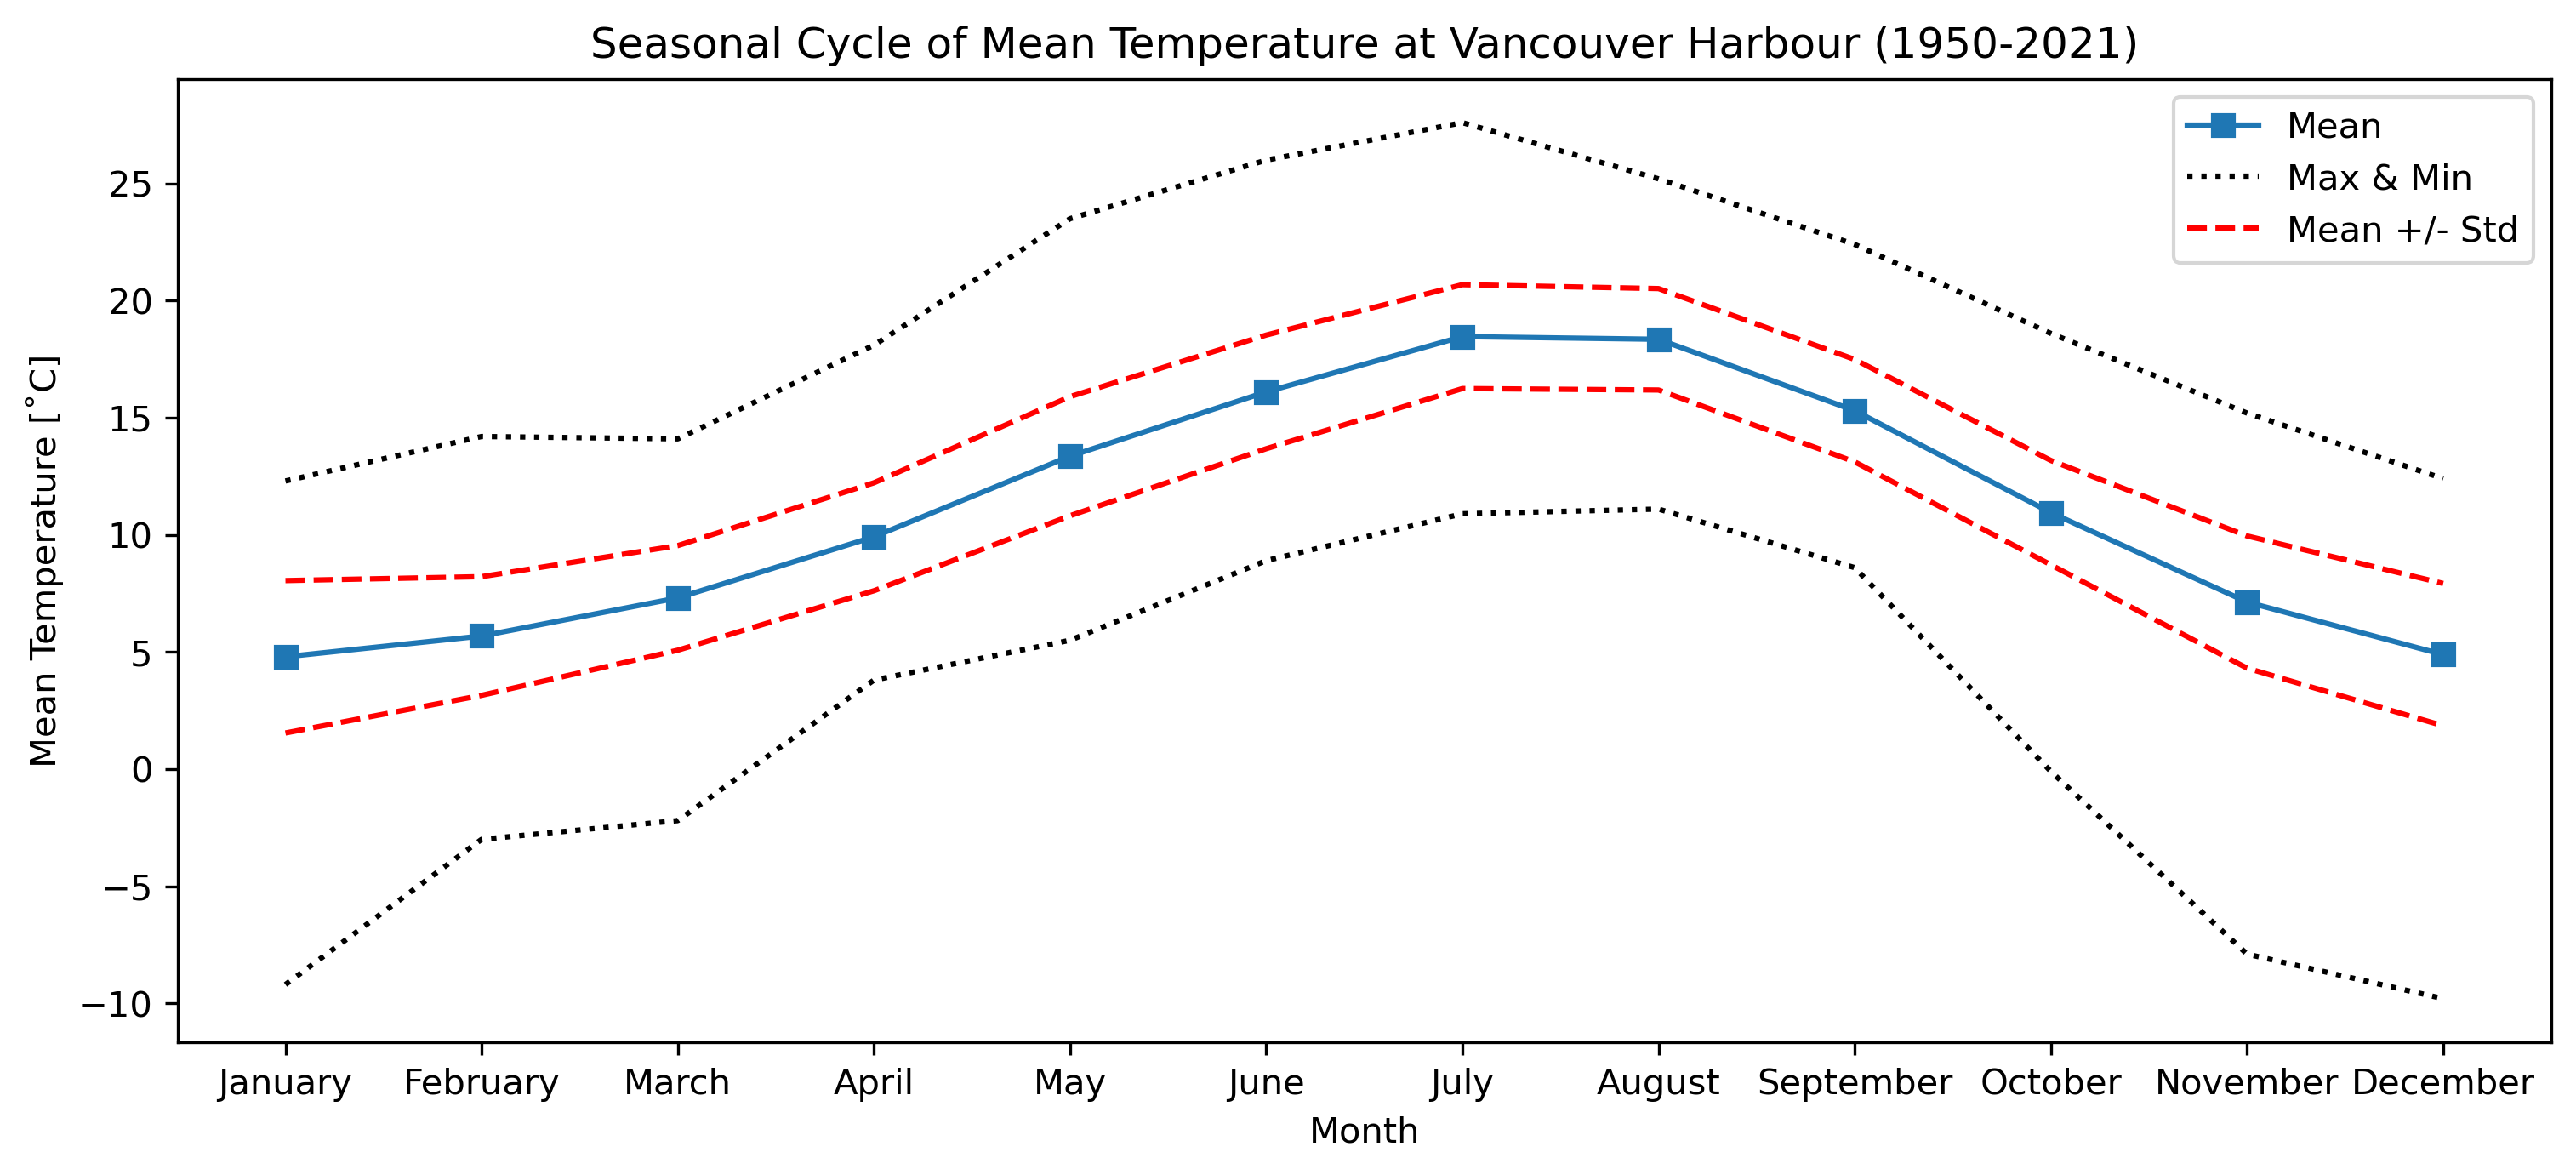 Seasonal Cycle of Mean Temperature at Vancouver Harbour (1950-2021)
Mean
Max & Min
Mean +/- Std
Mean Temperature [˚C]
25
20
15
10
5
0
−5
−10
January February March April May June July August September October November December
Month